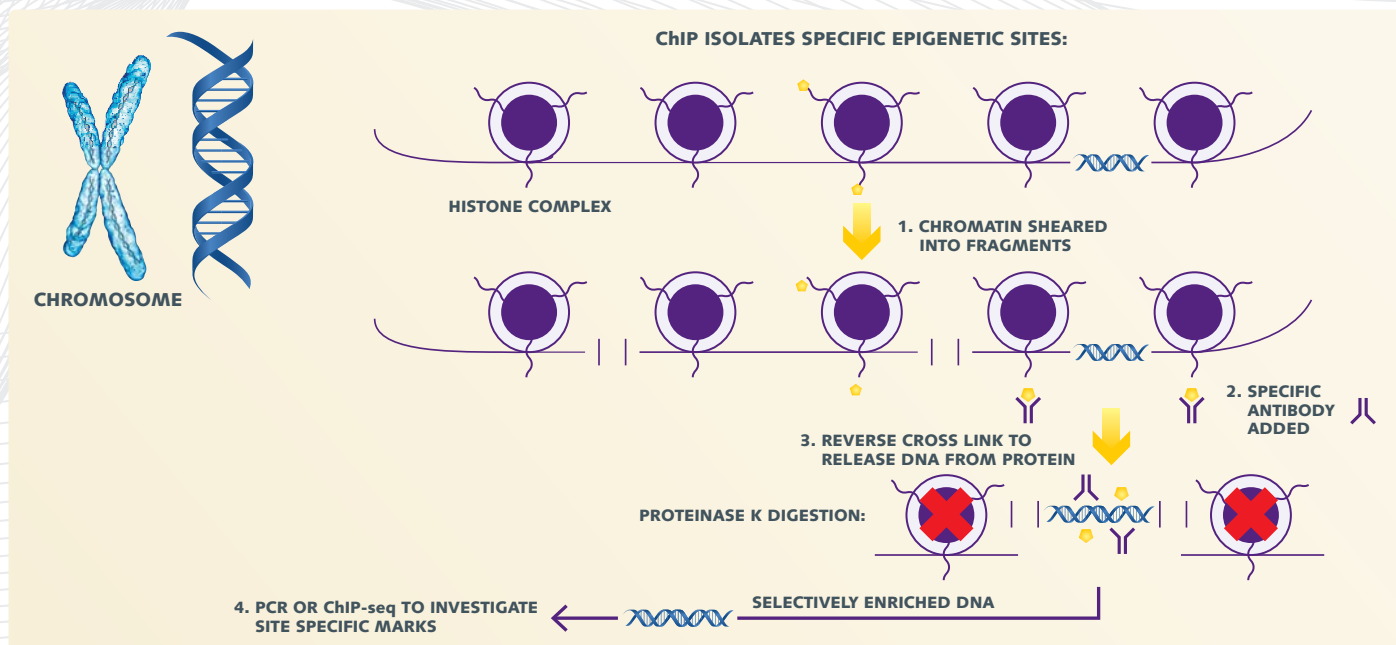 ChIP ISOLATES SPECIFIC EPIGENETIC SITES:
CHROMOSOME
HISTONE COMPLEX
1. CHROMATIN SHEARED
INTO FRAGMENTS
2. SPECIFIC
ANTIBODY
ADDED
3. REVERSE CROSS LINK TO
RELEASE DNA FROM PROTEIN
PROTEINASE K DIGESTION:
SELECTIVELY ENRICHED DNA
4. PCR OR ChIP-seq TO INVESTIGATE
SITE SPECIFIC MARKS